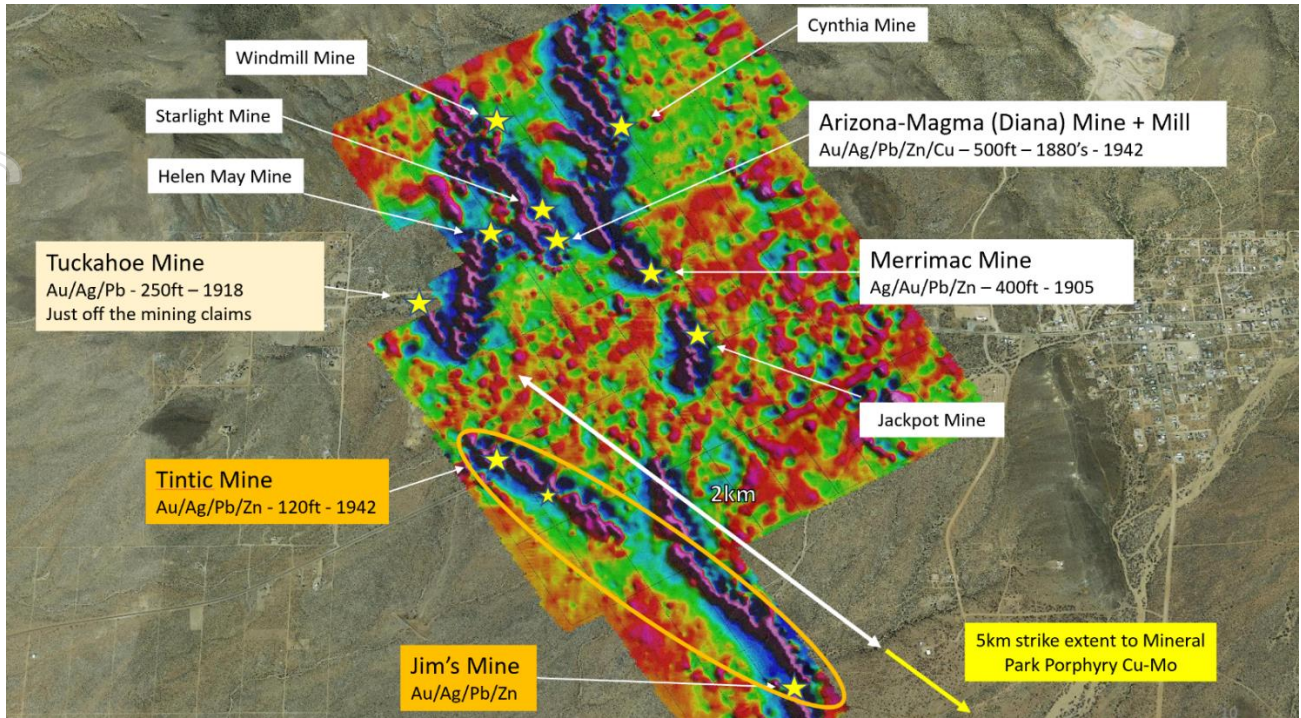 Cynthia Mine
Windmill Mine
Starlight Mine
Arizona-Magma (Diana) Mine + Mill
Au/Ag/Pb/Zn/Cu – 500ft – 1880's - 1942
Helen May Mine
Tuckahoe Mine
Au/Ag/Pb - 250ft – 1918
Just off the mining claims
Merrimac Mine
Ag/Au/Pb/Zn – 400ft - 1905
Jackpot Mine
Tintic Mine
Au/Ag/Pb/Zn - 120ft - 1942
2km
Jim's Mine
Au/Ag/Pb/Zn
5km strike extent to Mineral
Park Porphyry Cu-Mo